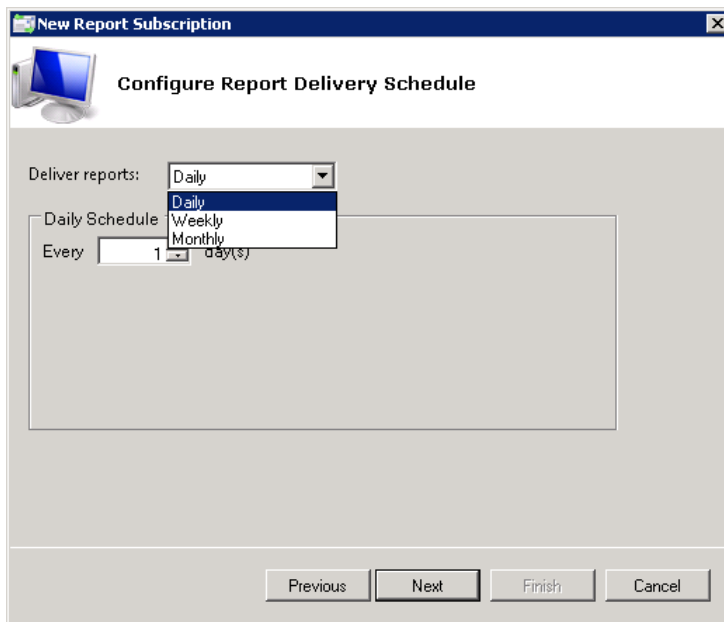 New Report Subscription
Configure Report Delivery Schedule
Deliver reports: Daily
Daily
Weekly
Monthly
Daily Schedule
Every 1 day(s)
Previous Next Finish Cancel